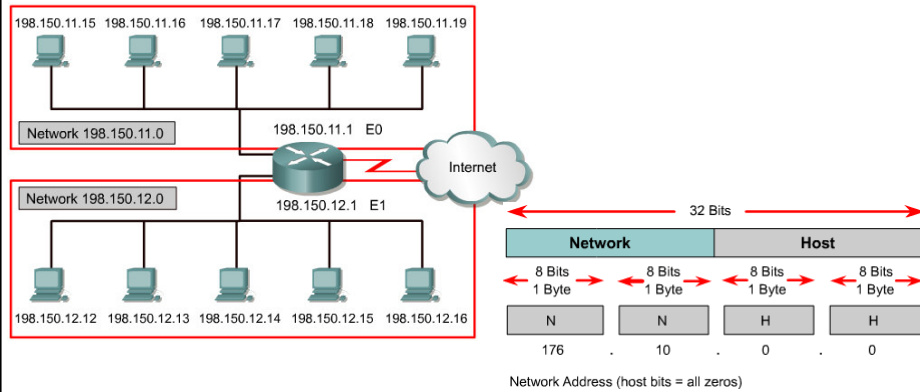 198.150.11.15 198.150.11.16 198.150.11.17 198.150.11.18 198.150.11.19
Network 198.150.11.0
198.150.11.1 E0
Internet
Network 198.150.12.0
198.150.12.1 E1
198.150.12.12 198.150.12.13 198.150.12.14 198.150.12.15 198.150.12.16
32 Bits
Network Host
8 Bits 8 Bits 8 Bits 8 Bits
1 Byte 1 Byte 1 Byte 1 Byte
N N H H
176 . 10 . 0 . 0
Network Address (host bits = all zeros)